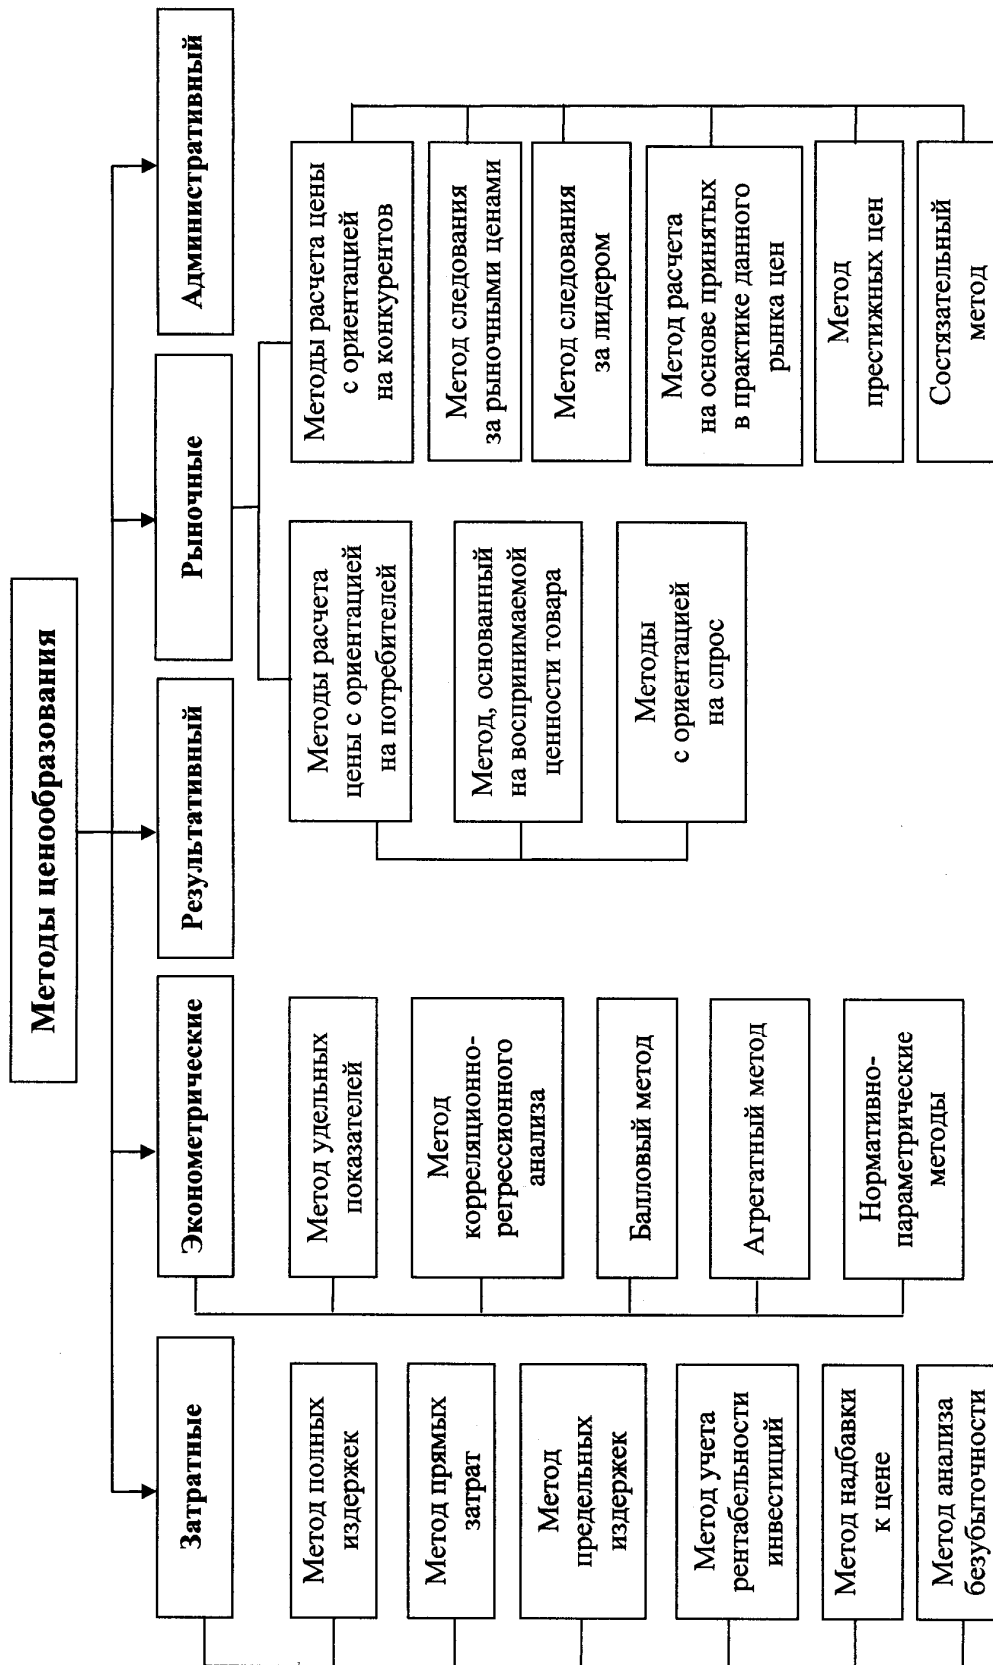 Методы ценообразования
Затратные
Эконометрические
Результативный
Рыночные
Административный
Метод полных
издержек
Метод прямых
затрат
Метод
предельных
издержек
Метод учета
рентабельности
инвестиций
Метод надбавки
к цене
Метод анализа
безубыточности
Метод удельных
показателей
Метод
корреляционно-
регрессионного
анализа
Балловый метод
Агрегатный метод
Нормативно-
параметрические
методы
Методы расчета
цены с ориентацией
на потребителей
Метод, основанный
на воспринимаемой
ценности товара
Методы
с ориентацией
на спрос
Методы расчета цены
с ориентацией
на конкурентов
Метод следования
за рыночными ценами
Метод следования
за лидером
Метод расчета
на основе принятых
в практике данного
рынка цен
Метод
престижных цен
Состязательный
метод